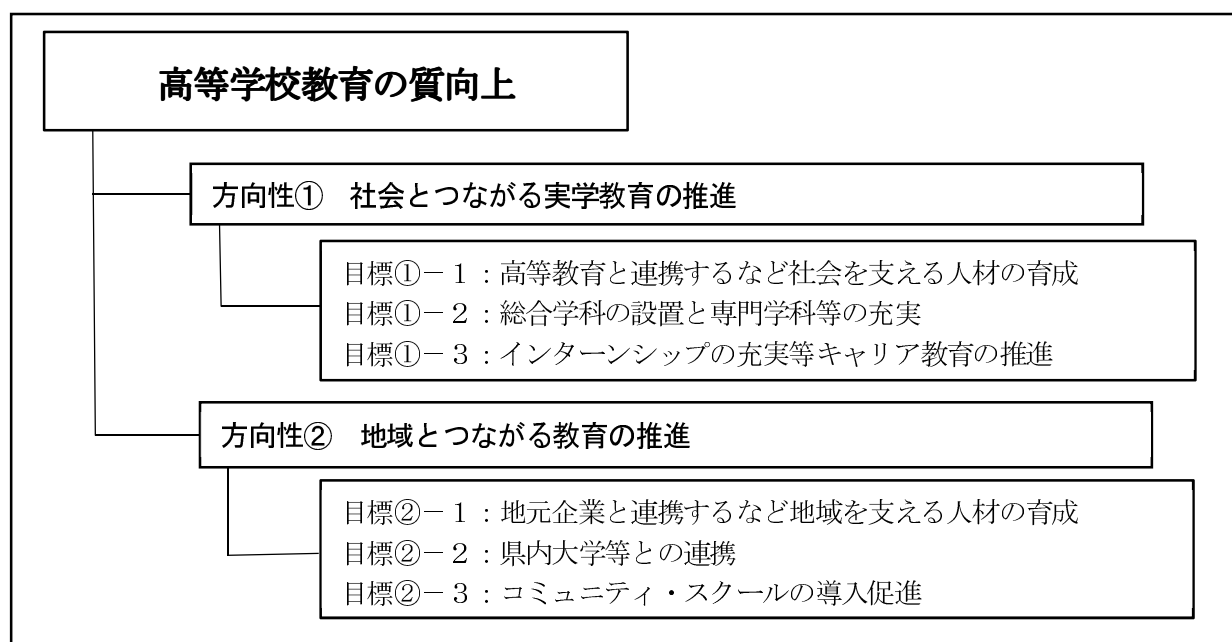 高等学校教育の質向上
方向性①　社会とつながる実学教育の推進
目標①－１：高等教育と連携するなど社会を支える人材の育成
目標①－２：総合学科の設置と専門学科等の充実
目標①－３：インターンシップの充実等キャリア教育の推進
方向性②　地域とつながる教育の推進
目標②－１：地元企業と連携するなど地域を支える人材の育成
目標②－２：県内大学等との連携
目標②－３：コミュニティ・スクールの導入促進